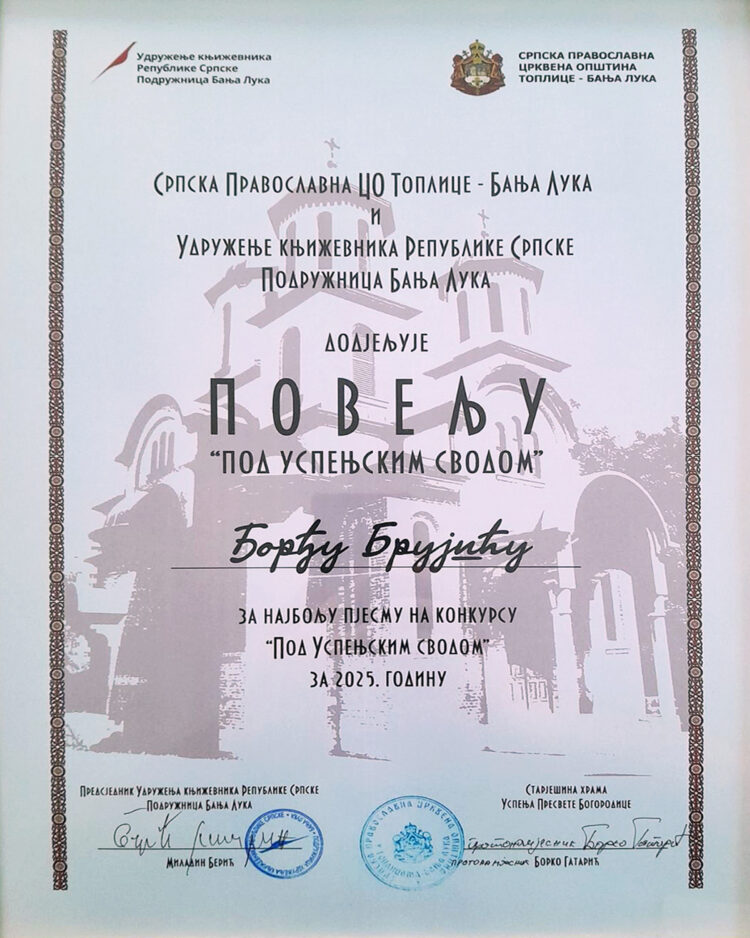 Удружење књижевника
Републике Српске
Подружница Бања Лука
СРПСКА ПРАВОСЛАВНА
ЦРКВЕНА ОПШТИНА
ТОПЛИЦЕ - БАЊА ЛУКА
СРПСКА ПРАВОСЛАВНА ЦО ТОПЛИЦЕ - БАЊА ЛУКА
И
УДРУЖЕЊЕ КЊИЖЕВНИКА РЕПУБЛИКЕ СРПСКЕ
ПОДРУЖНИЦА БАЊА ЛУКА
ДОДЈЕЉУЈЕ
ПОВЕЉУ
“ПОД УСПЕЊСКИМ СВОДОМ”
Борђу Брујићу
ЗА НАЈБОЉУ ПЈЕСМУ НА КОНКУРСУ
“ПОД УСПЕЊСКИМ СВОДОМ”
ЗА 2025. ГОДИНУ
ПРЕДСЈЕДНИК УДРУЖЕЊА КЊИЖЕВНИКА РЕПУБЛИКЕ СРПСКЕ
ПОДРУЖНИЦА БАЊА ЛУКА
МИЛАДИН БЕРИЋ
СТАРЈЕШИНА ХРАМА
УСПЕЊА ПРЕСВЕТЕ БОГОРОДИЦЕ
БОРКО ГАТАРИЋ